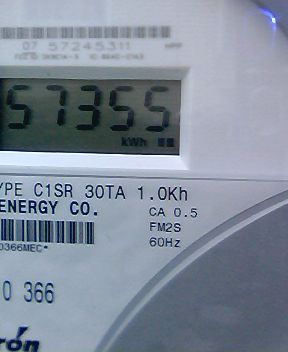 07 57245311
57355
kWh
YPE C1SR 30TA 1.0Kh
ENERGY CO.
CA 0.5
FM2S
60Hz
0366MEC*
0 366
rón